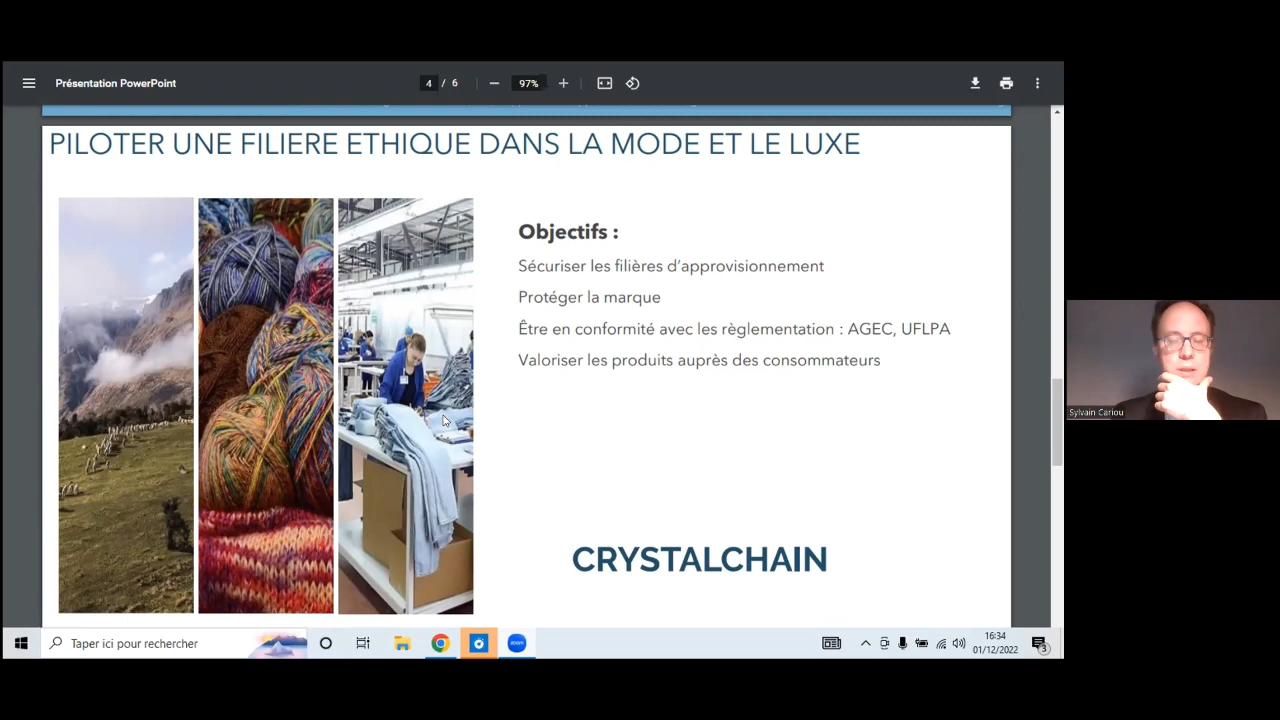 Présentation PowerPoint
4 / 6
97%
PILOTER UNE FILIERE ETHIQUE DANS LA MODE ET LE LUXE
Objectifs :
Sécuriser les filières d'approvisionnement
Protéger la marque
Être en conformité avec les règlementation : AGEC, UFLPA
Valoriser les produits auprès des consommateurs
CRYSTALCHAIN
Sylvain Cariou
Taper ici pour rechercher
zoom
16:34
01/12/2022
3